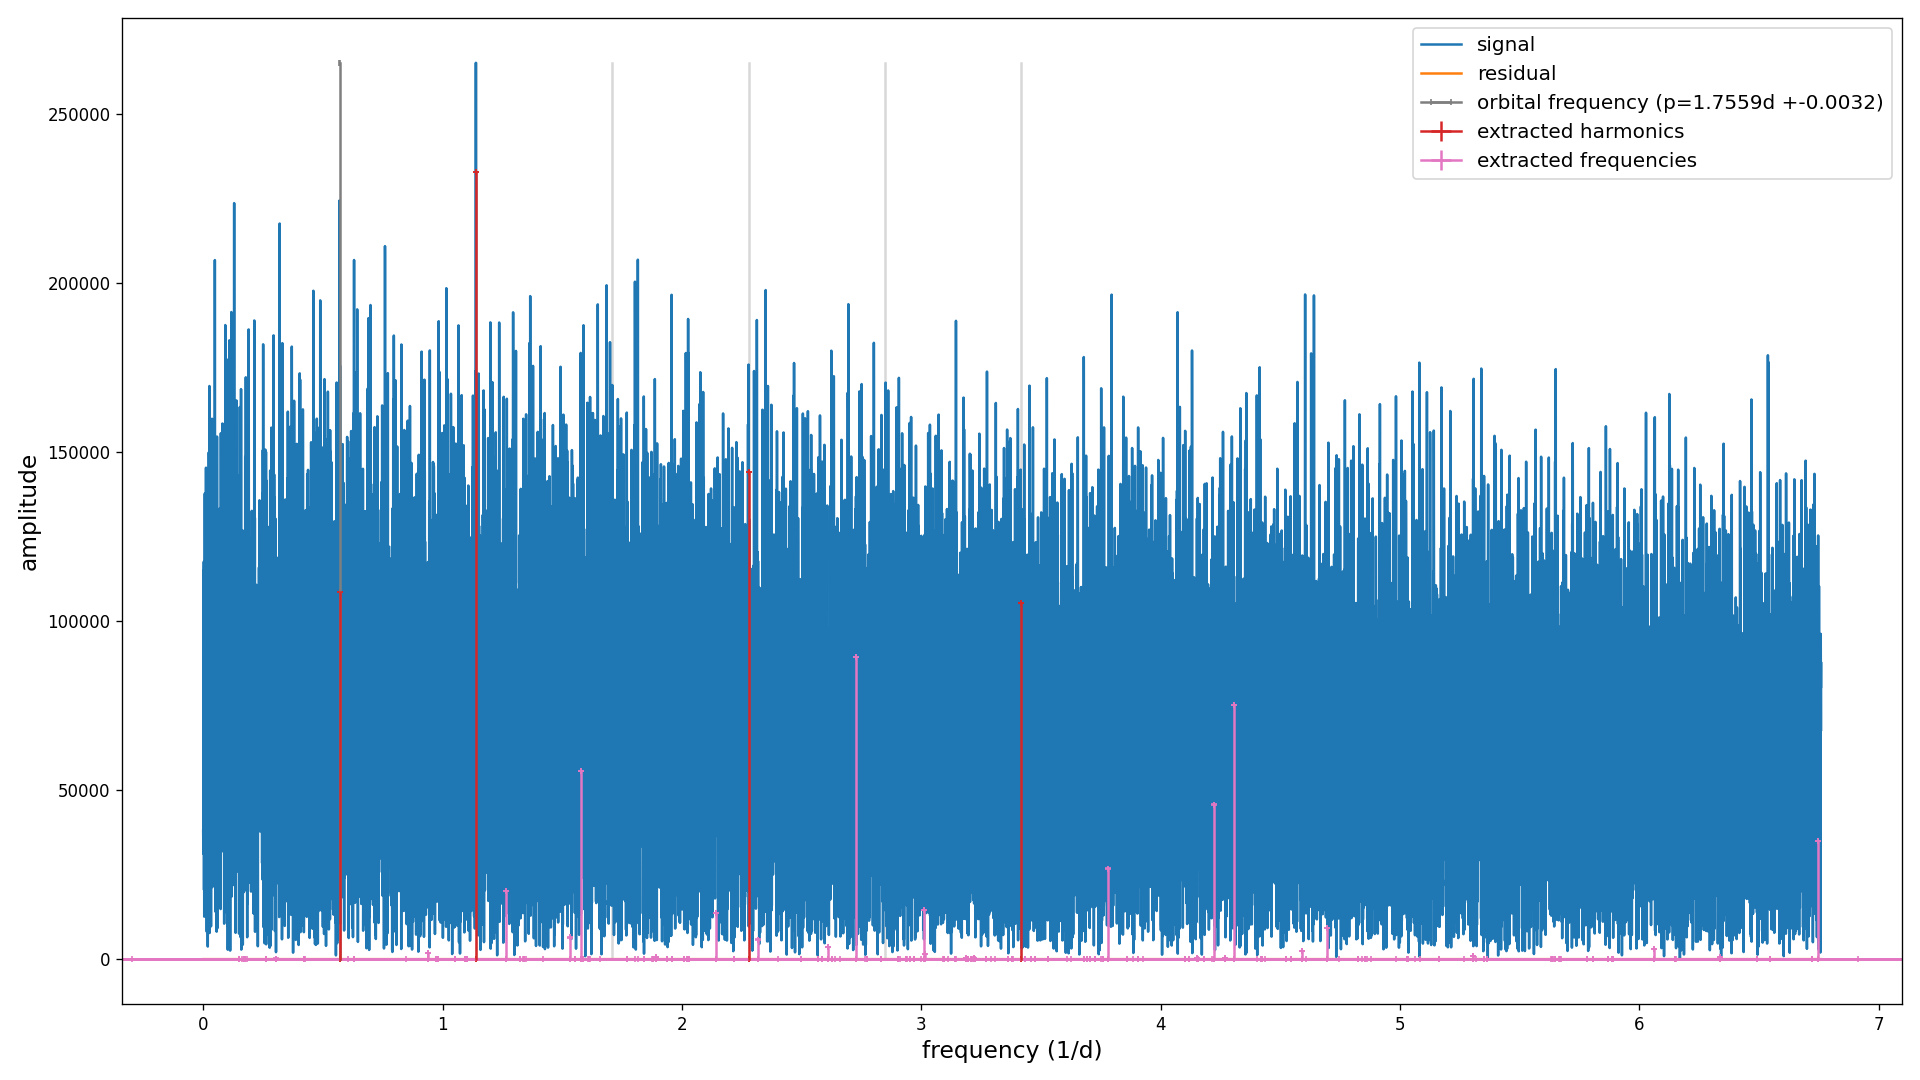 signal
residual
orbital frequency (p=1.7559d +-0.0032)
extracted harmonics
extracted frequencies
250000
200000
150000
100000
50000
0
amplitude
0 1 2 3 4 5 6 7
frequency (1/d)